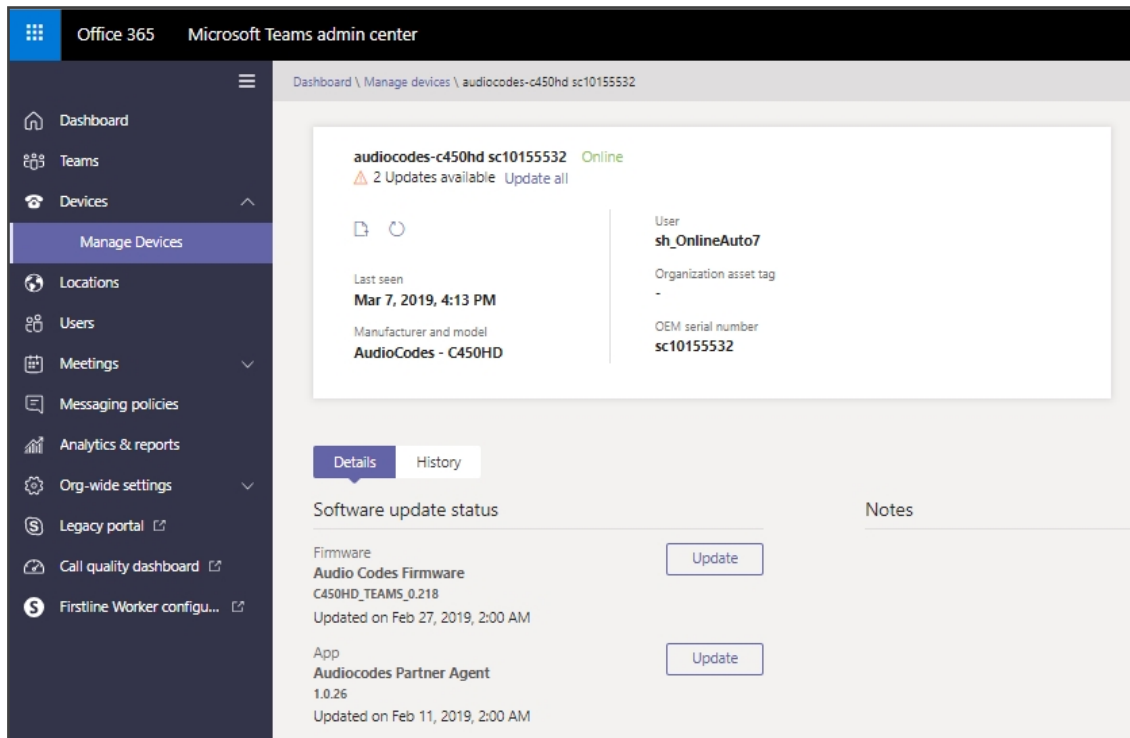 Office 365 Microsoft Teams admin center
Dashboard \ Manage devices \ audiocodes-c450hd sc10155532
Dashboard
Teams
Devices
Manage Devices
Locations
Users
Meetings
Messaging policies
Analytics & reports
Org-wide settings
Legacy portal
Call quality dashboard
Firstline Worker configu...
audiocodes-c450hd sc10155532 Online
2 Updates available Update all
Last seen
Mar 7, 2019, 4:13 PM
Manufacturer and model
AudioCodes - C450HD
User
sh_OnlineAuto7
Organization asset tag
-
OEM serial number
sc10155532
Details History
Software update status
Firmware
Audio Codes Firmware
C450HD_TEAMS_0.218
Updated on Feb 27, 2019, 2:00 AM
Update
App
Audiocodes Partner Agent
1.0.26
Updated on Feb 11, 2019, 2:00 AM
Update
Notes